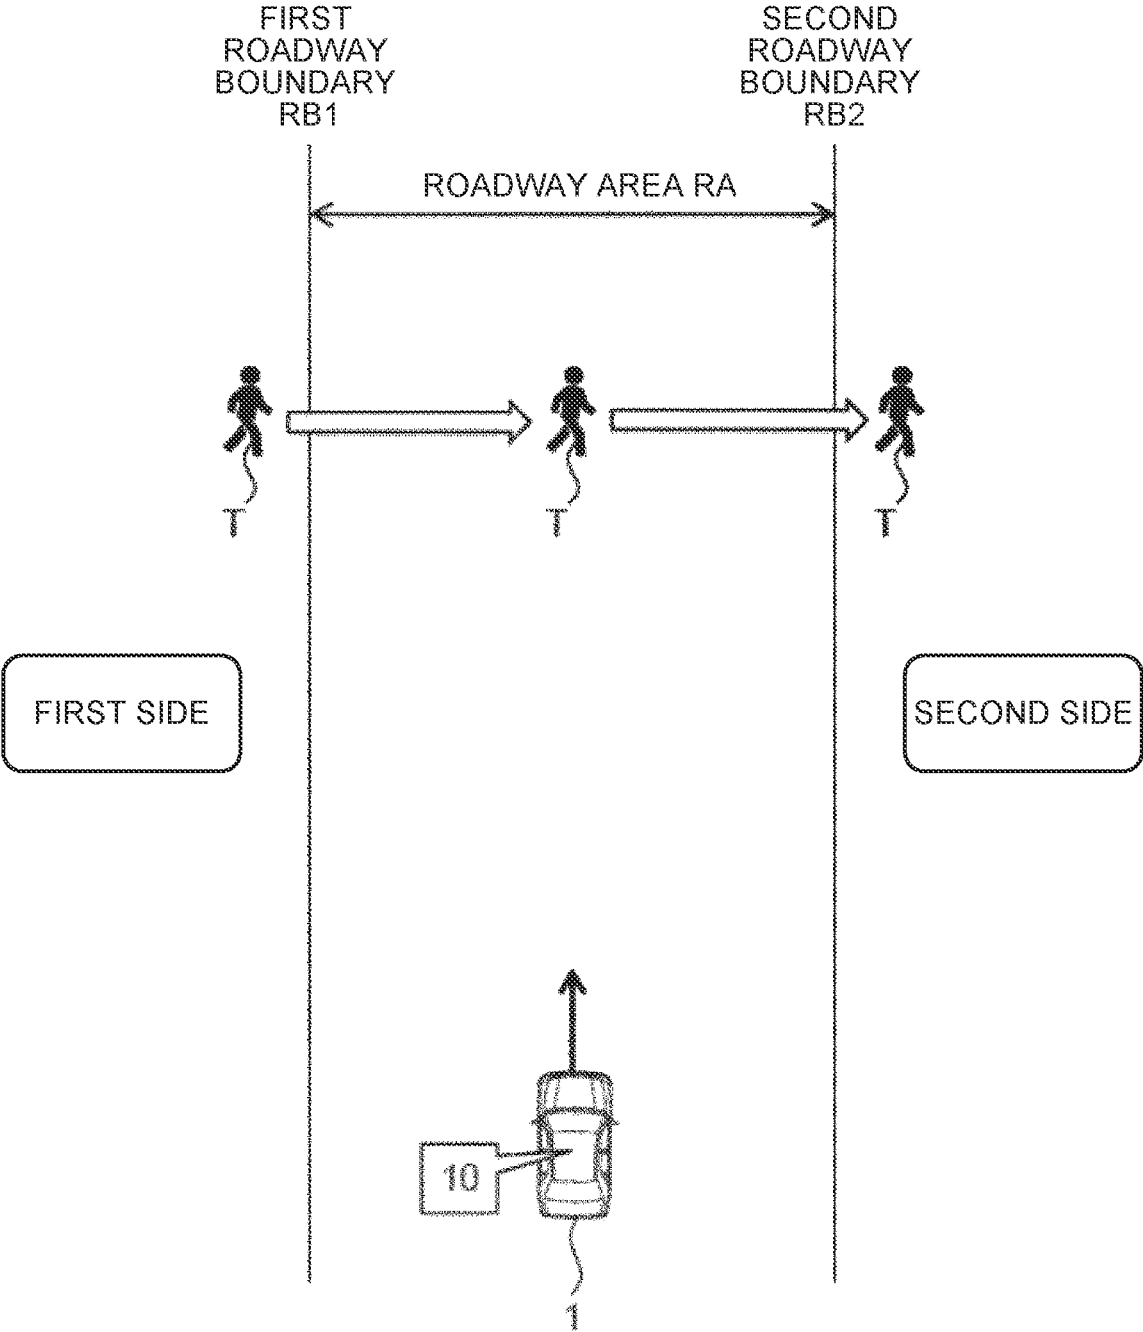 FIRST
ROADWAY
BOUNDARY
RB1
SECOND
ROADWAY
BOUNDARY
RB2
ROADWAY AREA RA
T
T
T
FIRST SIDE
SECOND SIDE
10
1